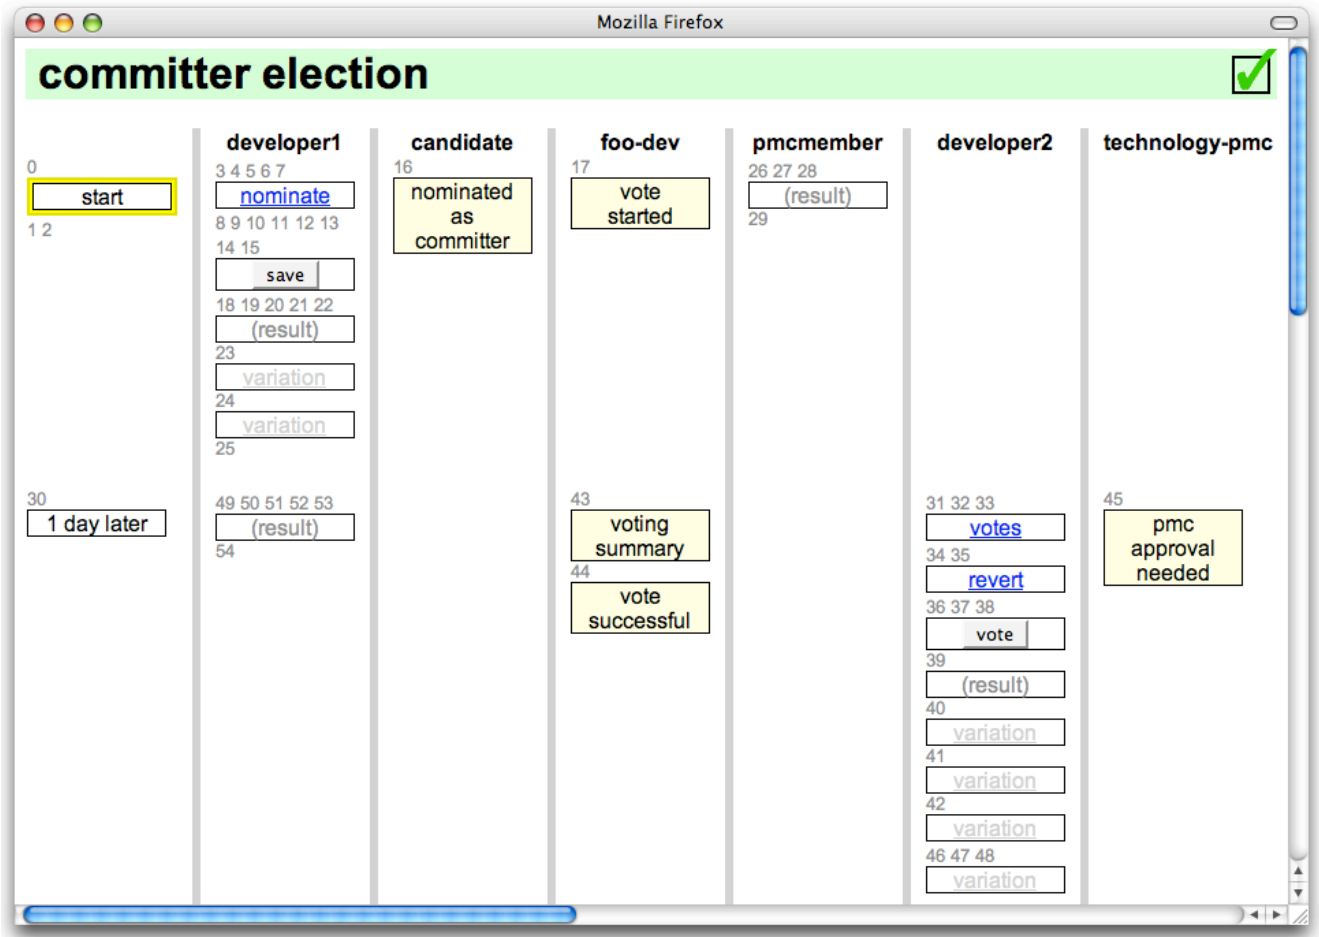 Mozilla Firefox
committer election
developer1 candidate foo-dev pmcmember developer2 technology-pmc
0
start
1 2
3 4 5 6 7
nominate
8 9 10 11 12 13
14 15
save
18 19 20 21 22
(result)
23
variation
24
variation
25
16
nominated
as
committer
17
vote
started
26 27 28
(result)
29
30
1 day later
49 50 51 52 53
(result)
54
43
voting
summary
44
vote
successful
31 32 33
votes
34 35
revert
36 37 38
vote
39
(result)
40
variation
41
variation
42
variation
46 47 48
variation
45
pmc
approval
needed